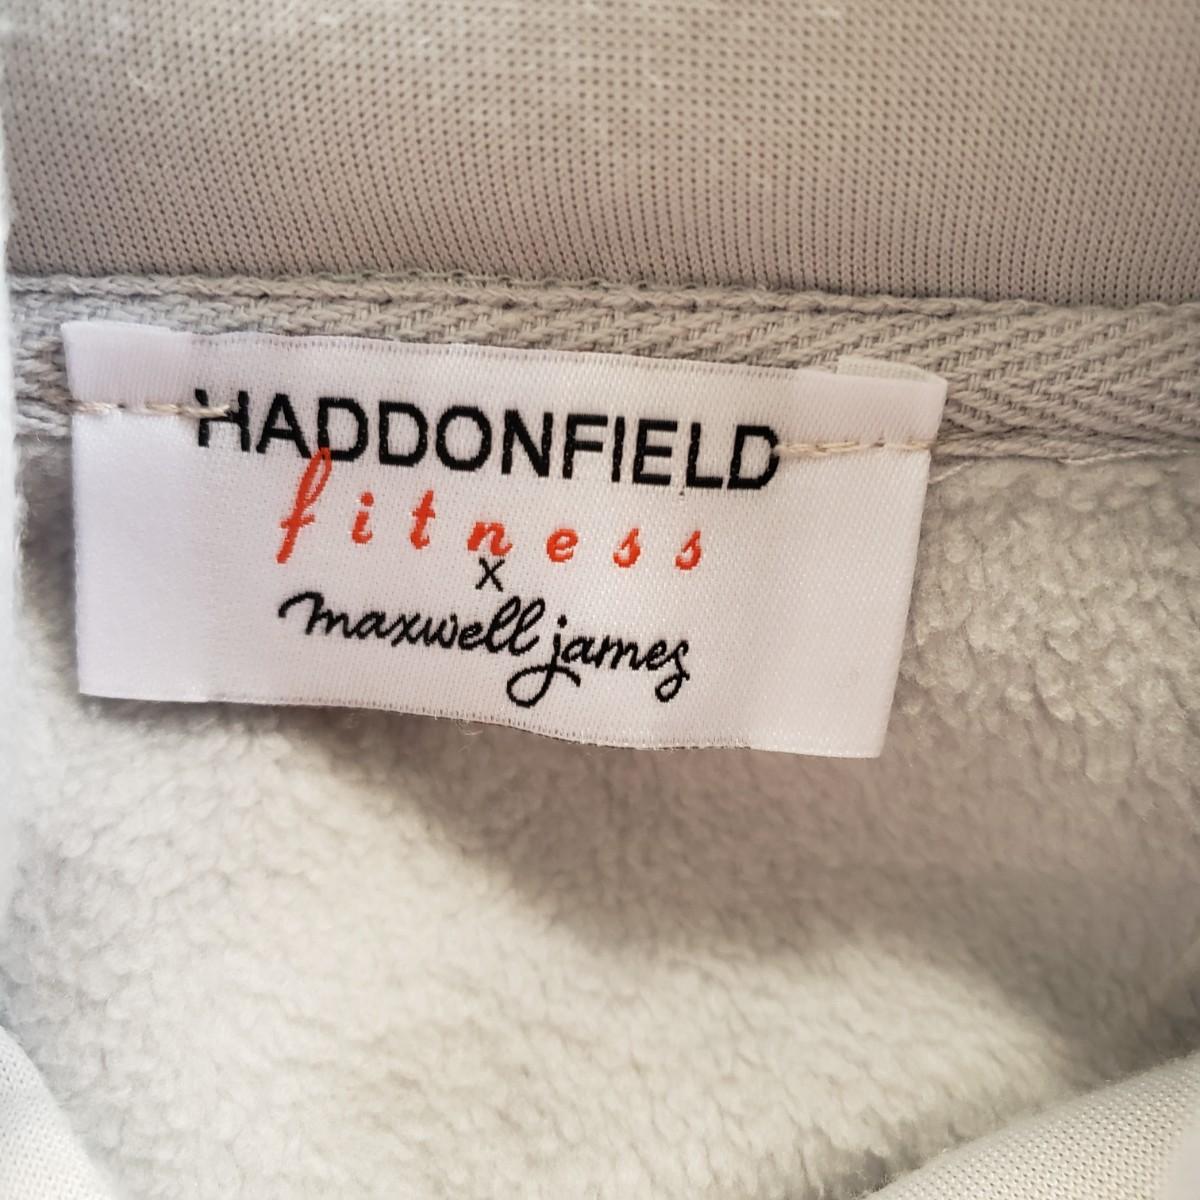 HADDONFIELD
fitness
x
maxwell james